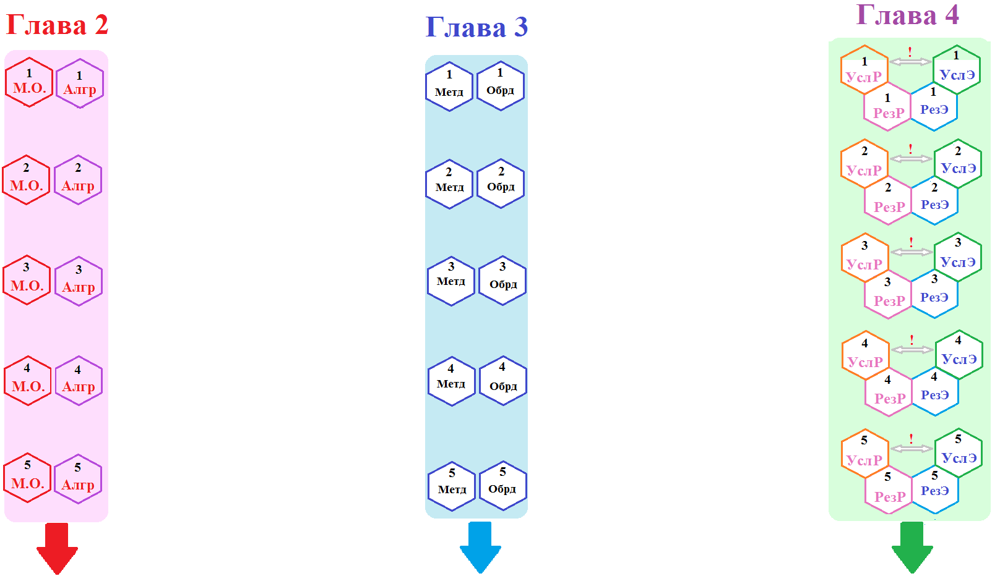 Глава 2
1
М.О.
1
Алгр
2
М.О.
2
Алгр
3
М.О.
3
Алгр
4
М.О.
4
Алгр
5
М.О.
5
Алгр
Глава 3
1
Метд
1
Обрд
2
Метд
2
Обрд
3
Метд
3
Обрд
4
Метд
4
Обрд
5
Метд
5
Обрд
Глава 4
1
УслР
!
1
УслЭ
1
РезР
1
РезЭ
2
УслР
!
2
УслЭ
2
РезР
2
РезЭ
3
УслР
!
3
УслЭ
3
РезР
3
РезЭ
4
УслР
!
4
УслЭ
4
РезР
4
РезЭ
5
УслР
!
5
УслЭ
5
РезР
5
РезЭ